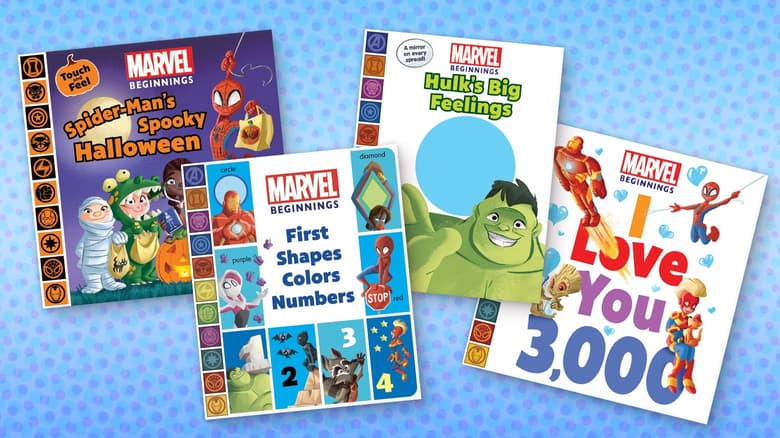 Touch
and
Feel!
MARVEL
BEGINNINGS
Spider-Man's
Spooky
Halloween
A mirror
on every
spread!
MARVEL
BEGINNINGS
Hulk's Big
Feelings
circle
diamond
MARVEL
BEGINNINGS
First
Shapes
Colors
Numbers
purple
STOP
red
1
2
3
4
MARVEL
BEGINNINGS
I
Love
You
3,000